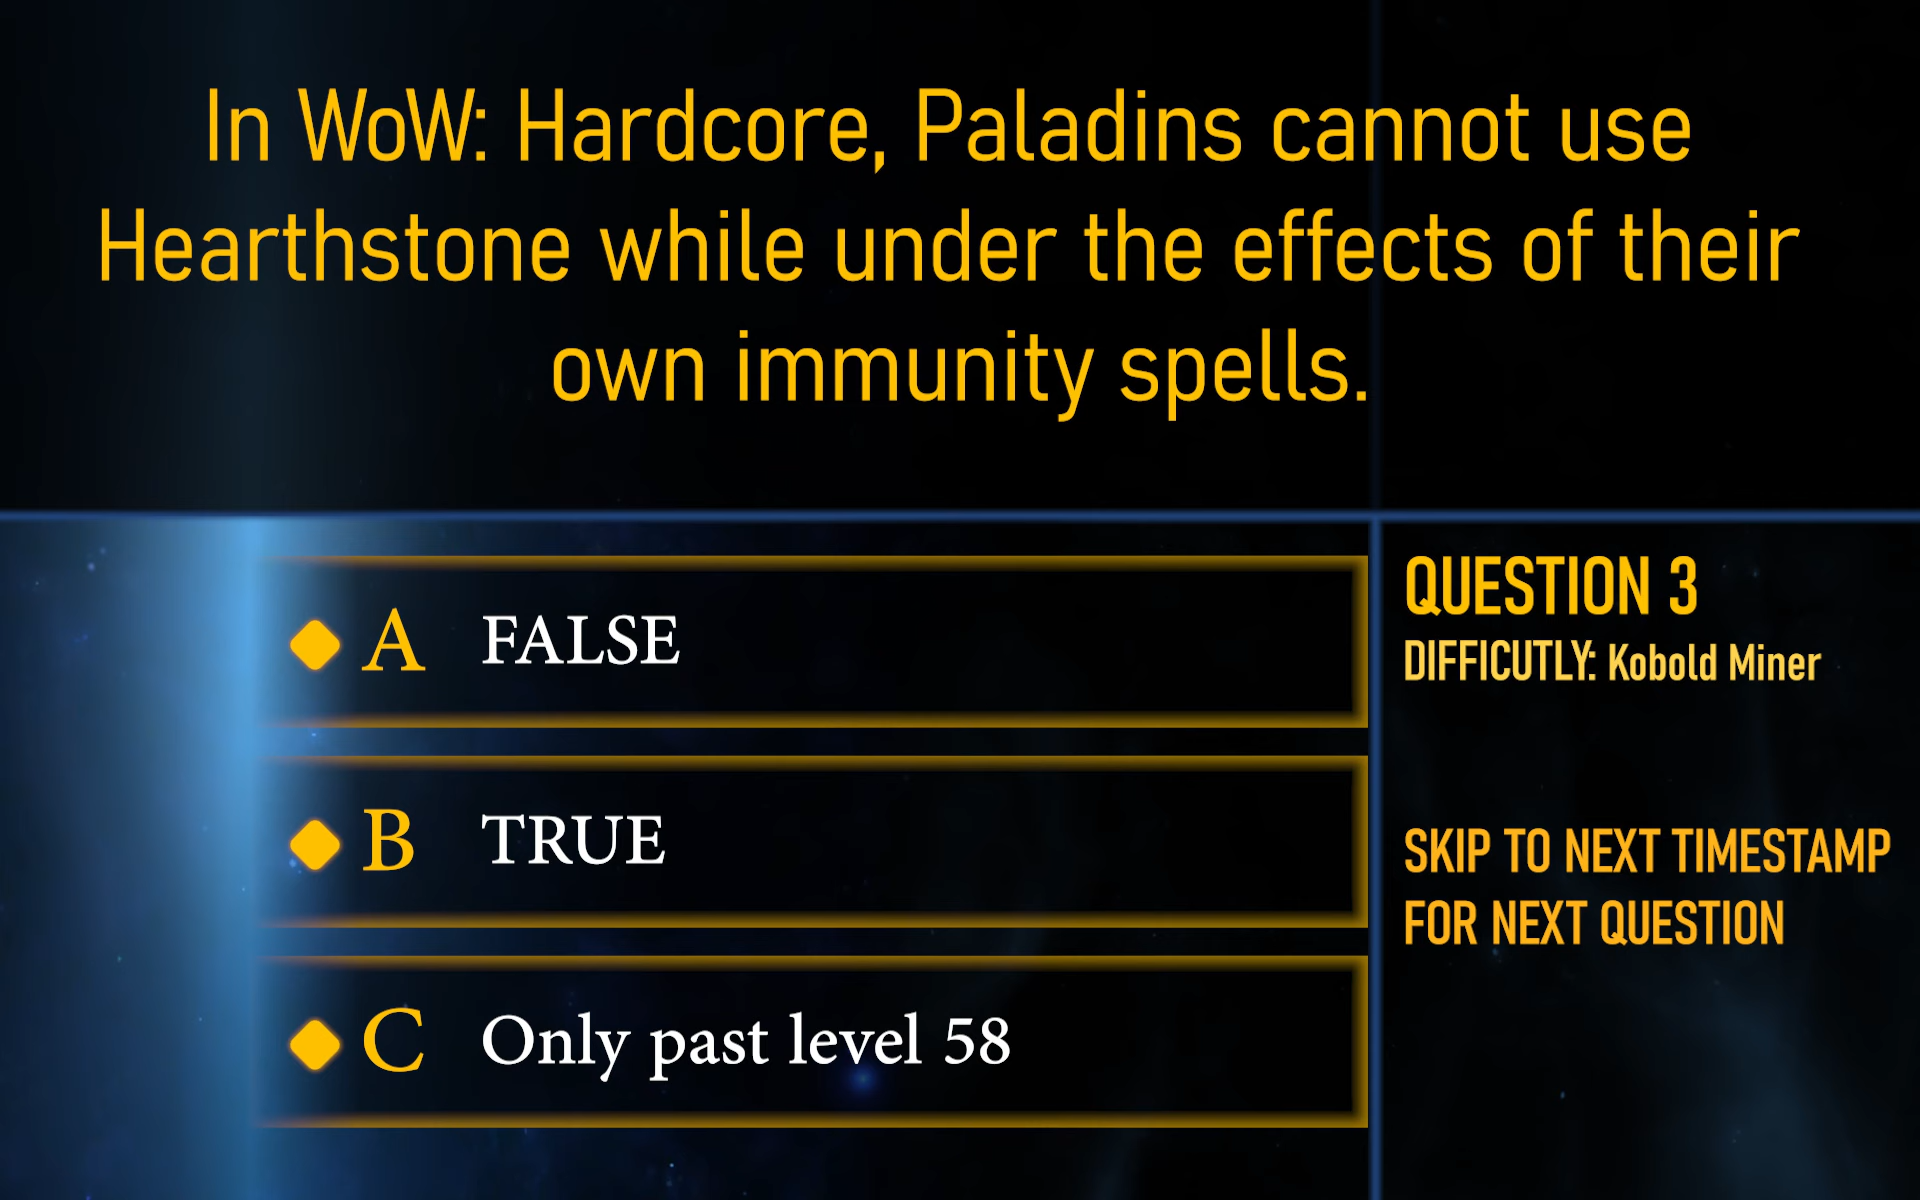 In WoW: Hardcore, Paladins cannot use
Hearthstone while under the effects of their
own immunity spells.
A FALSE
B TRUE
C Only past level 58
QUESTION 3
DIFFICUTLY: Kobold Miner
SKIP TO NEXT TIMESTAMP
FOR NEXT QUESTION